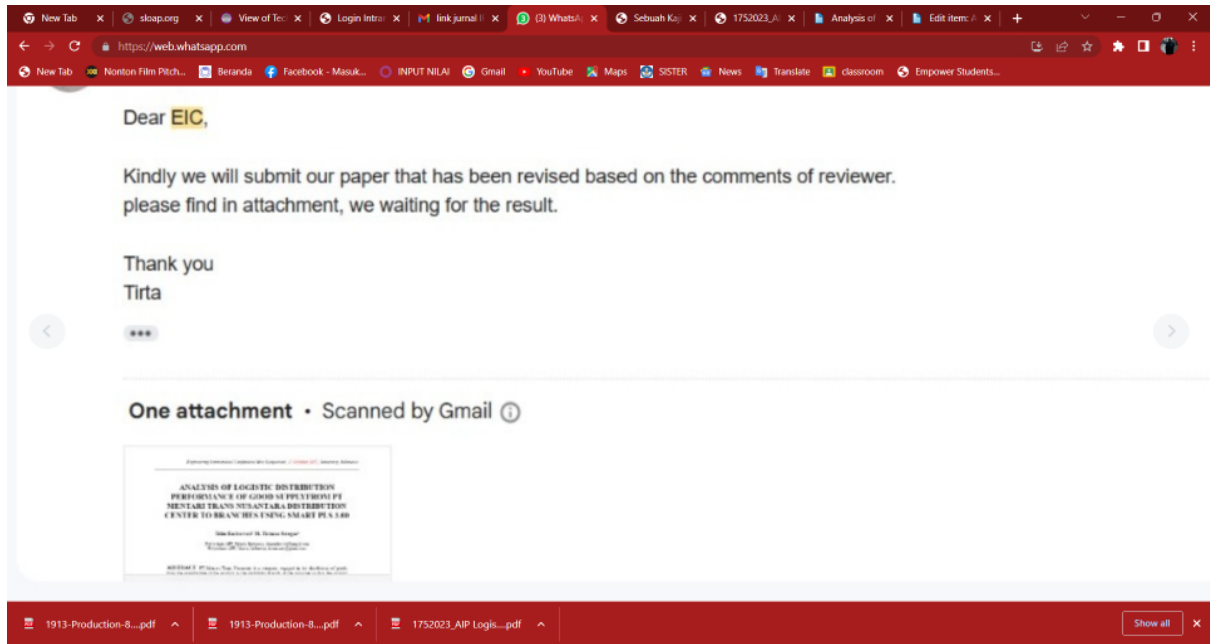 New Tab
sloap.org
View of Tec
Login Intra
link jurnal
(3) WhatsA
Sebuah Kaj
1752023_A
Analysis of
Edit item: A
https://web.whatsapp.com
New Tab
Nonton Film Pitch...
Beranda
Facebook - Masuk...
INPUT NILAI
Gmail
YouTube
Maps
SISTER
News
Translate
classroom
Empower Students...
Dear EIC,
Kindly we will submit our paper that has been revised based on the comments of reviewer.
please find in attachment, we waiting for the result.
Thank you
Tirta
One attachment • Scanned by Gmail
ANALYSIS OF LOGISTIC DISTRIBUTION
PERFORMANCE OF GOOD SUPPLYFROM PT
MENTARI TRANS NUSANTARA DISTRIBUTION
CENTER TO BRANCHES USING SMART PLS 3.00
1913-Production-8....pdf
1913-Production-8....pdf
1752023_AIP Logis....pdf
Show all